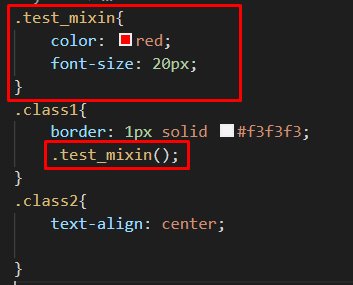 .test_mixin{
color: red;
font-size: 20px;
}
.class1{
border: 1px solid #f3f3f3;
.test_mixin();
}
.class2{
text-align: center;
}